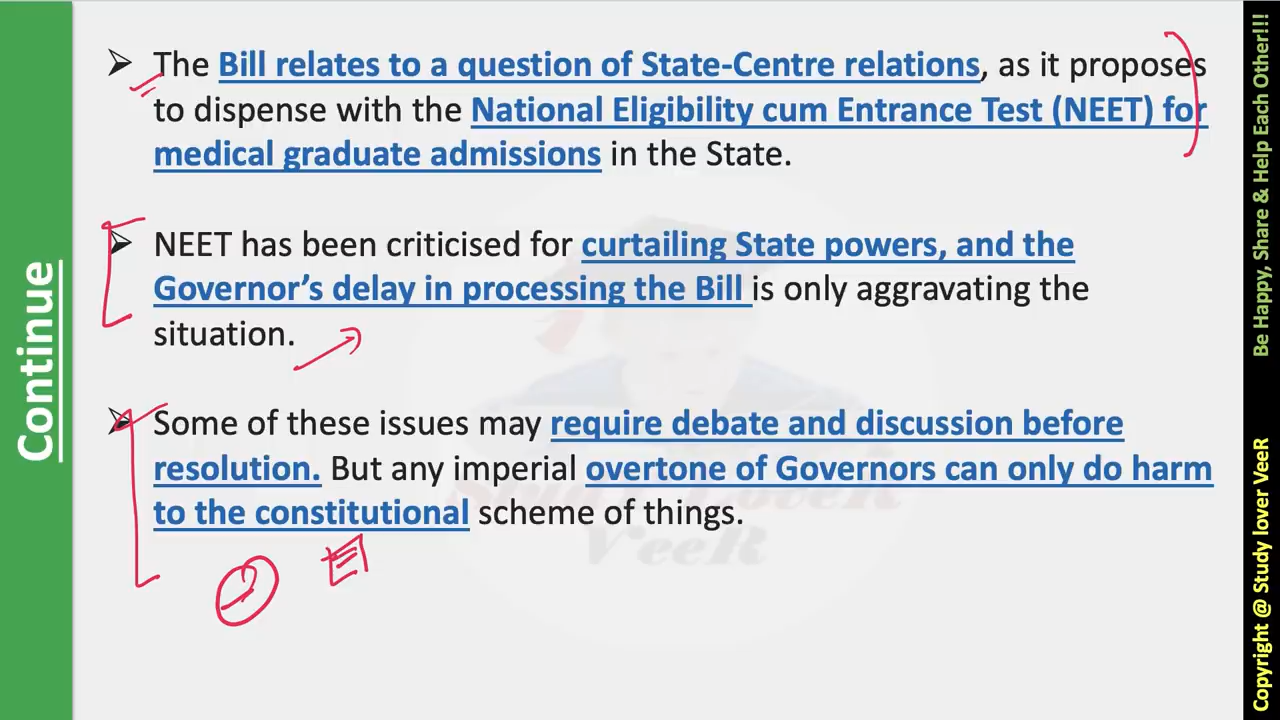 Continue
➢ The Bill relates to a question of State-Centre relations, as it proposes
to dispense with the National Eligibility cum Entrance Test (NEET) for
medical graduate admissions in the State.
➢ NEET has been criticised for curtailing State powers, and the
Governor’s delay in processing the Bill is only aggravating the
situation.
➢ Some of these issues may require debate and discussion before
resolution. But any imperial overtone of Governors can only do harm
to the constitutional scheme of things.
Study LoveR
VeeR
Be Happy, Share & Help Each Other!!!
Copyright @ Study lover VeeR